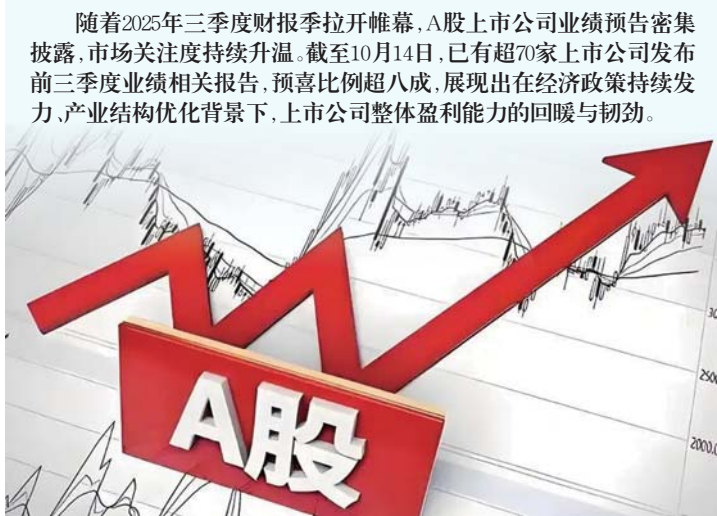 随着2025年三季度财报季拉开帷幕,A股上市公司业绩预告密集
披露,市场关注度持续升温。截至10月14日,已有超70家上市公司发布
前三季度业绩相关报告,预喜比例超八成,展现出在经济政策持续发
力、产业结构优化背景下,上市公司整体盈利能力的回暖与韧劲。
A股
2000.